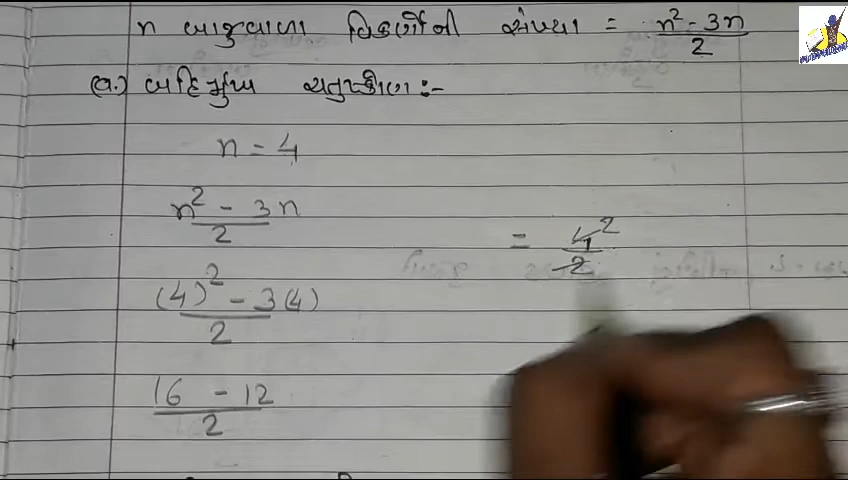 n બાજુવાળા વિકર્ણોની સંખ્યા = n² - 3n / 2
(બ.) બહિર્મુખ ચતુષ્કોણ :-
n = 4
n² - 3n / 2
= 4² / 2
(4)² - 3(4) / 2
16 - 12 / 2